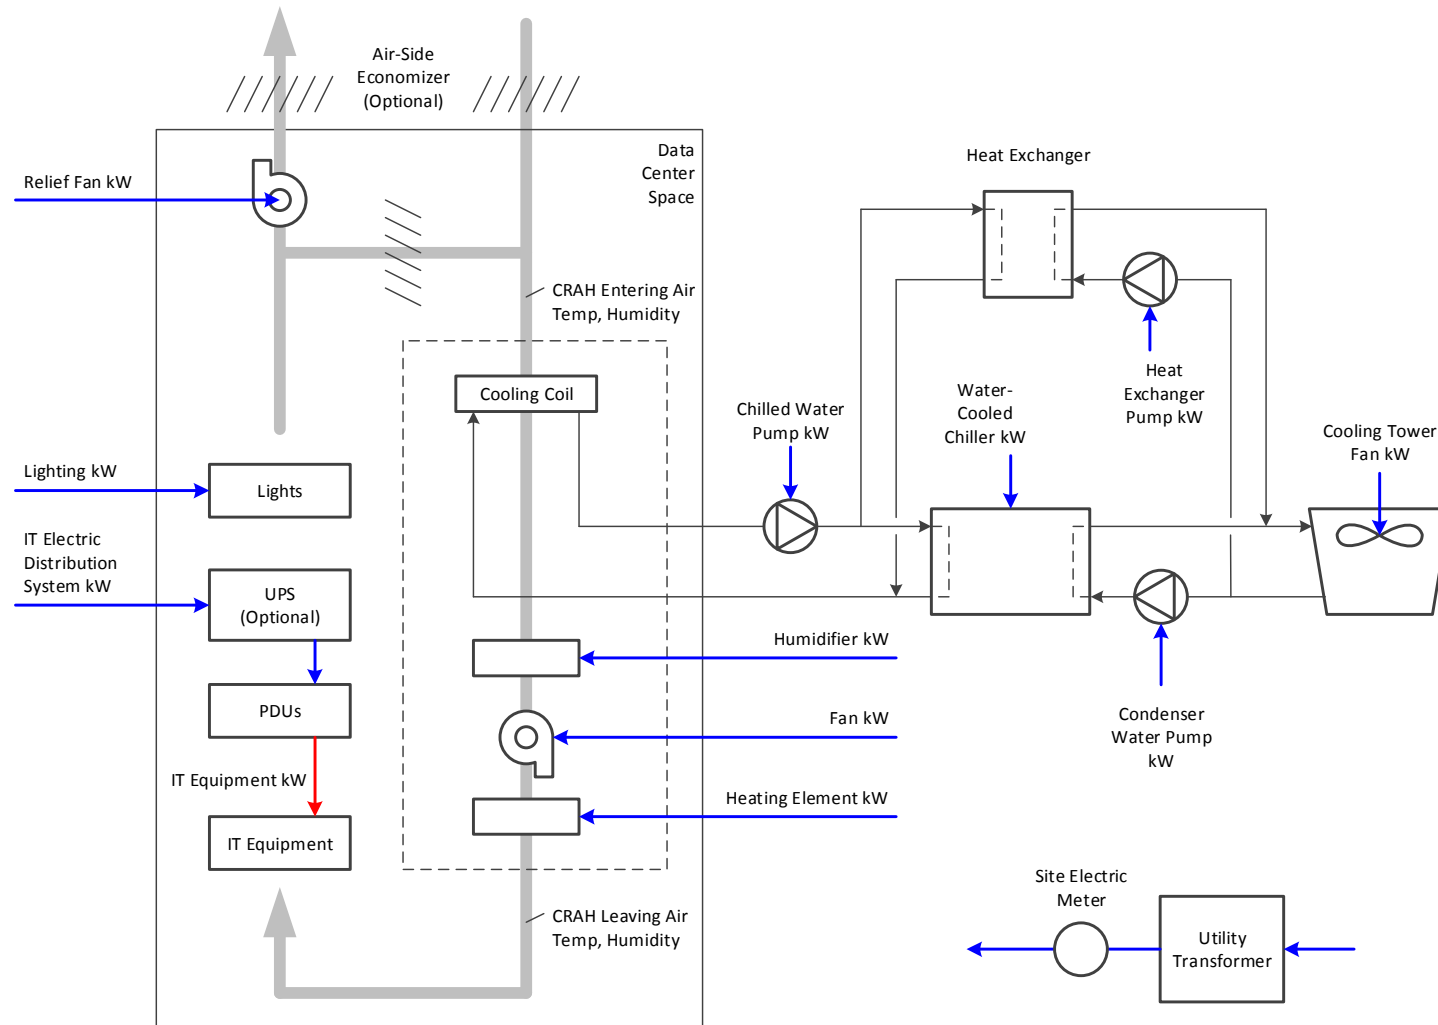 Air-Side
Economizer
(Optional)
Data
Center
Space
Relief Fan kW
Heat Exchanger
CRAH Entering Air
Temp, Humidity
Heat
Exchanger
Pump kW
Cooling Coil
Chilled Water
Pump kW
Water-
Cooled
Chiller kW
Cooling Tower
Fan kW
Lighting kW
Lights
IT Electric
Distribution
System kW
UPS
(Optional)
Humidifier kW
PDUs
Fan kW
Condenser
Water Pump
kW
IT Equipment kW
Heating Element kW
IT Equipment
CRAH Leaving Air
Temp, Humidity
Site Electric
Meter
Utility
Transformer